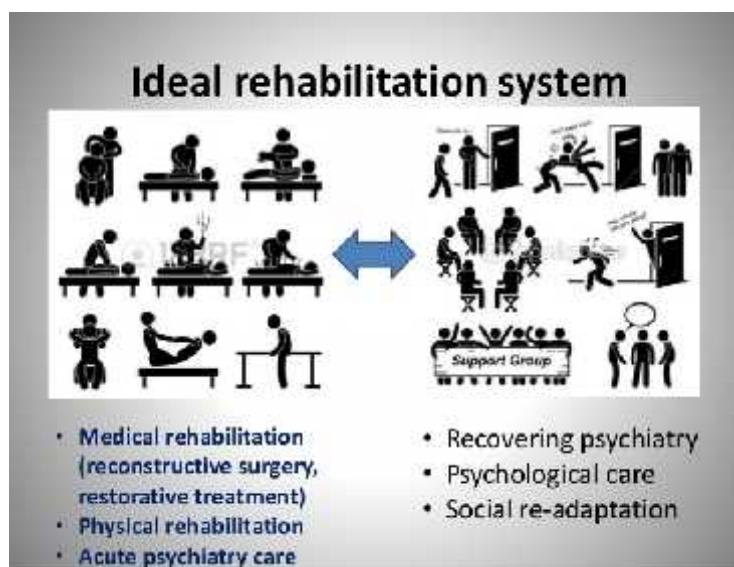 Ideal rehabilitation system
Support Group
• Medical rehabilitation
(reconstructive surgery,
restorative treatment)
• Physical rehabilitation
• Acute psychiatry care
• Recovering psychiatry
• Psychological care
• Social re-adaptation